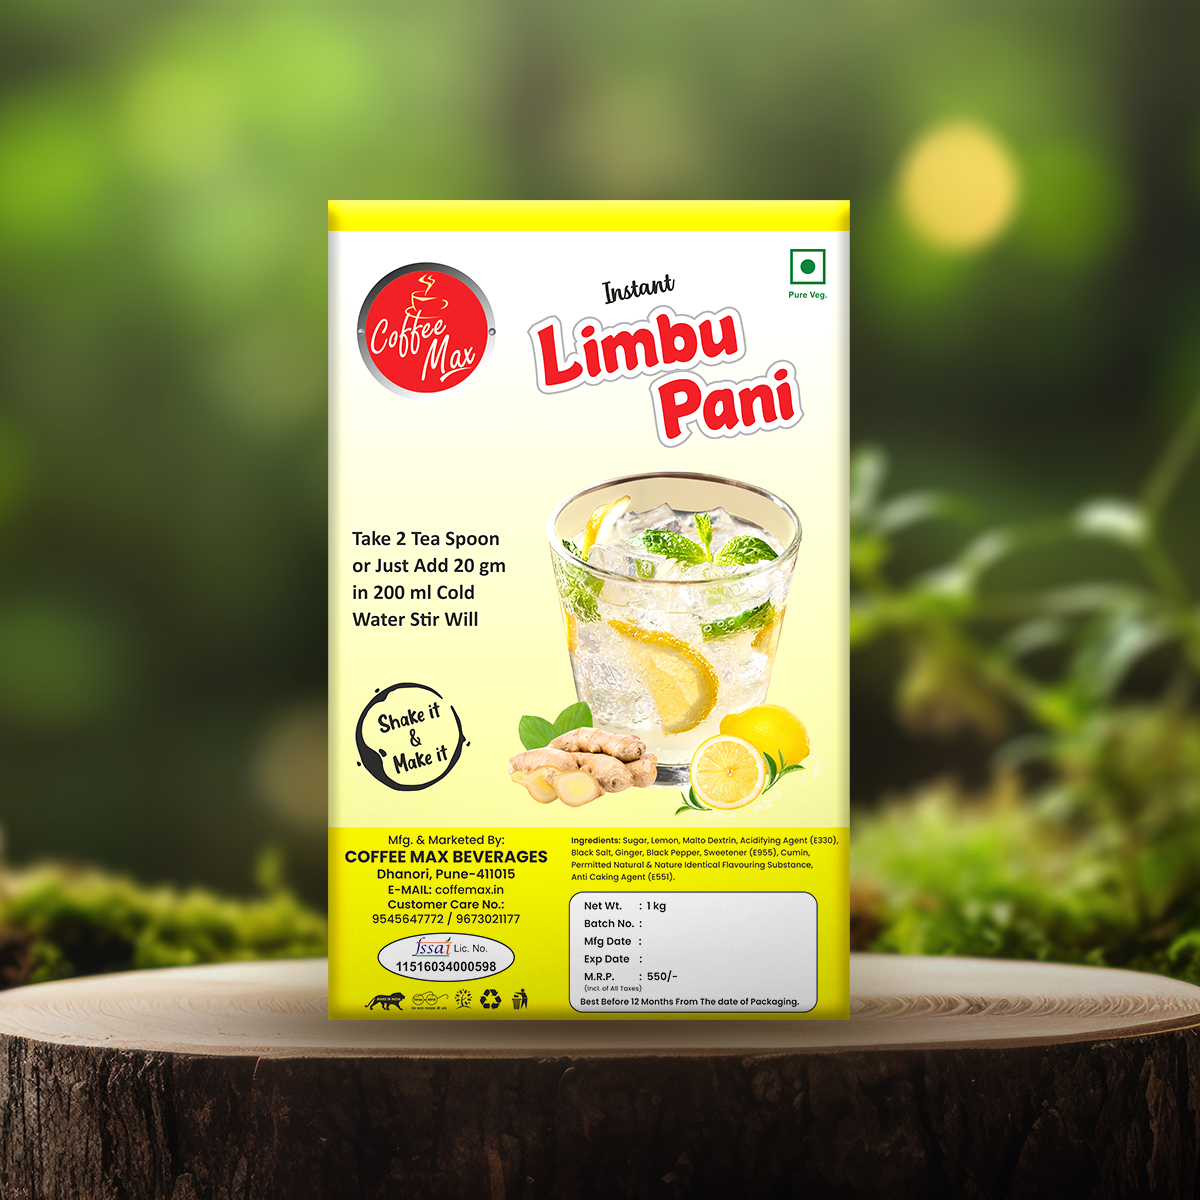 Coffee
Max
Instant
Limbu
Pani
Pure Veg.
Take 2 Tea Spoon
or Just Add 20 gm
in 200 ml Cold
Water Stir Will
Shake it
&
Make it
Mfg. & Marketed By:
COFFEE MAX BEVERAGES
Dhanori, Pune-411015
E-MAIL: coffemax.in
Customer Care No.:
9545647772 / 9673021177
fssai Lic. No.
11516034000598
MAKE IN INDIA
Ingredients: Sugar, Lemon, Malto Dextrin, Acidifying Agent (E330),
Black Salt, Ginger, Black Pepper, Sweetener (E955), Cumin,
Permitted Natural & Nature Identical Flavouring Substance,
Anti Caking Agent (E551).
Net Wt. : 1 kg
Batch No. :
Mfg Date :
Exp Date :
M.R.P. : 550/-
(Incl. of All Taxes)
Best Before 12 Months From The date of Packaging.